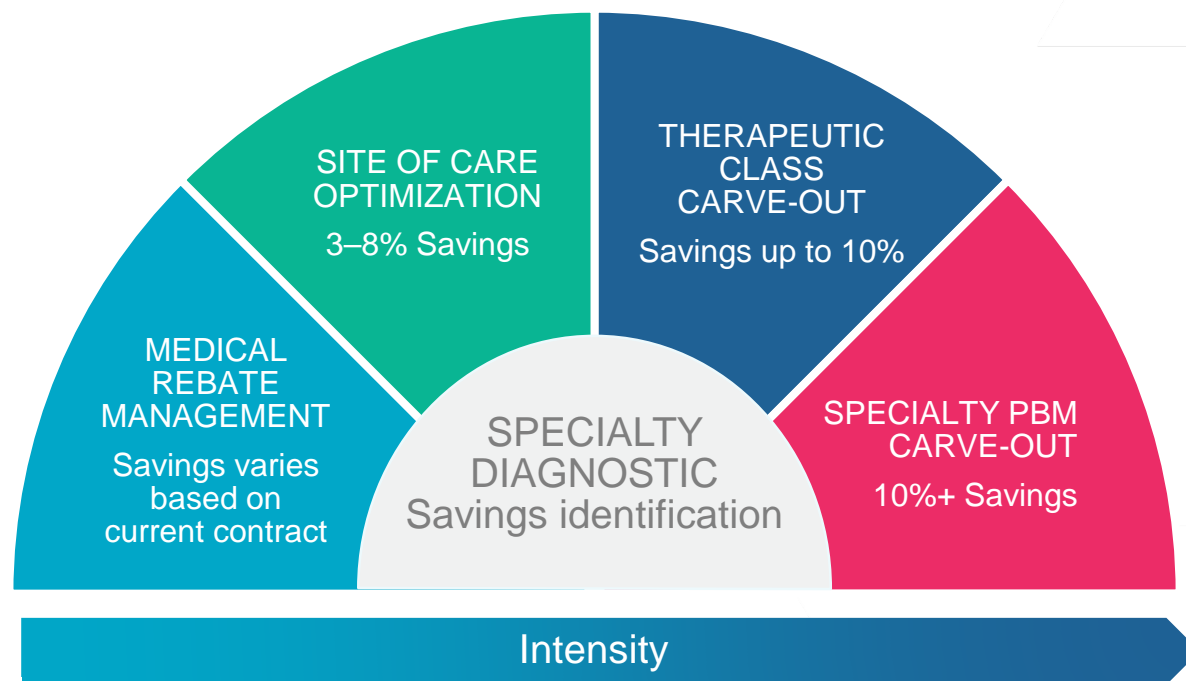 MEDICAL
REBATE
MANAGEMENT
Savings varies
based on
current contract
SITE OF CARE
OPTIMIZATION
3–8% Savings
THERAPEUTIC
CLASS
CARVE-OUT
Savings up to 10%
SPECIALTY PBM
CARVE-OUT
10%+ Savings
SPECIALTY
DIAGNOSTIC
Savings identification
Intensity